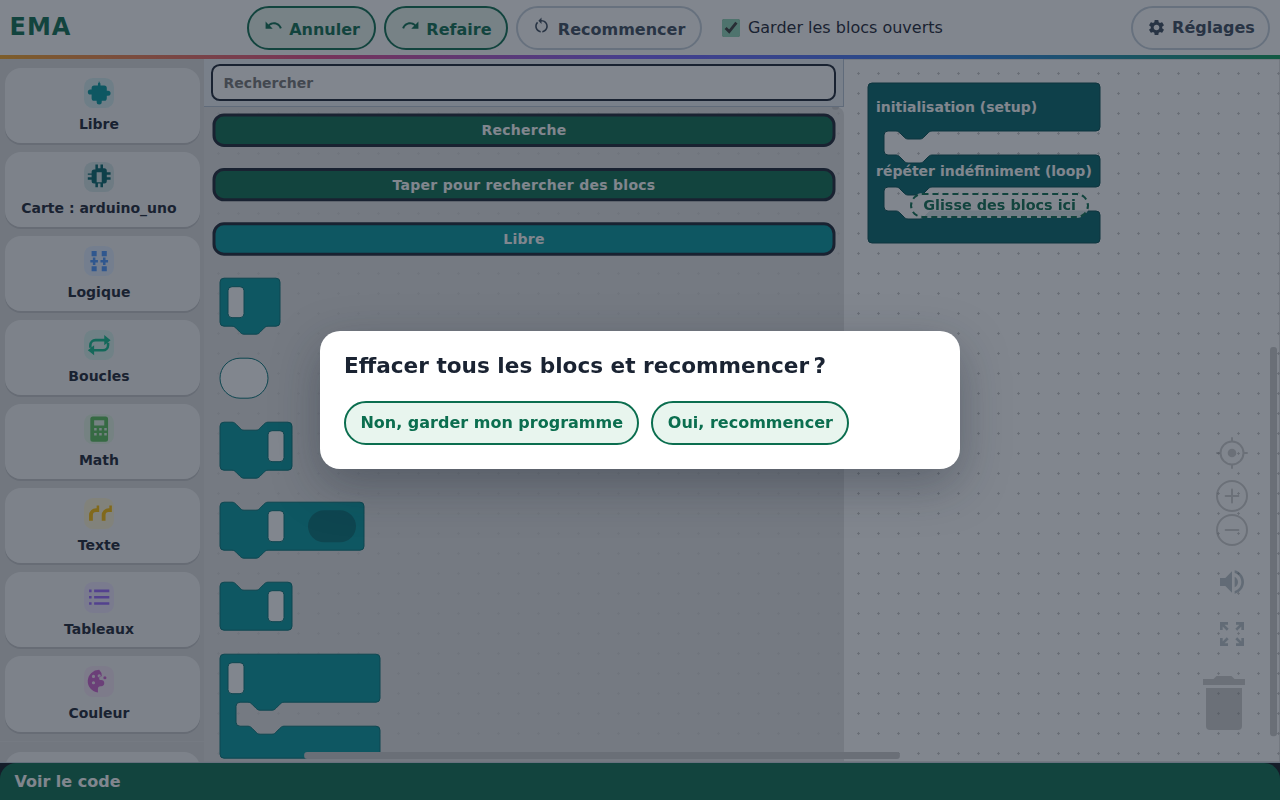 EMA
Annuler
Refaire
Recommencer
Garder les blocs ouverts
Réglages
Libre
Carte : arduino_uno
Logique
Boucles
Math
Texte
Tableaux
Couleur
Rechercher
Recherche
Taper pour rechercher des blocs
Libre
initialisation (setup)
répéter indéfiniment (loop)
Glisse des blocs ici
Effacer tous les blocs et recommencer ?
Non, garder mon programme
Oui, recommencer
Voir le code